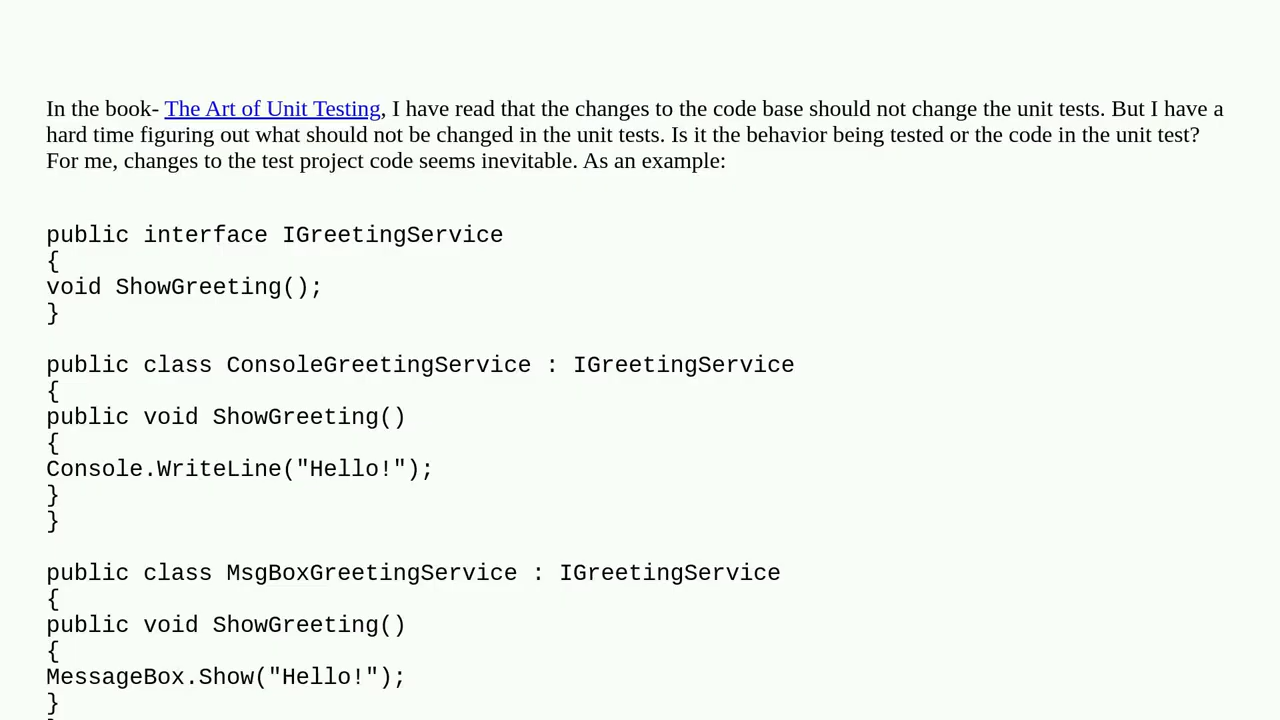 In the book- The Art of Unit Testing, I have read that the changes to the code base should not change the unit tests. But I have a
hard time figuring out what should not be changed in the unit tests. Is it the behavior being tested or the code in the unit test?
For me, changes to the test project code seems inevitable. As an example:
public interface IGreetingService
{
void ShowGreeting();
}
public class ConsoleGreetingService : IGreetingService
{
public void ShowGreeting()
{
Console.WriteLine("Hello!");
}
}
public class MsgBoxGreetingService : IGreetingService
{
public void ShowGreeting()
{
MessageBox.Show("Hello!");
}